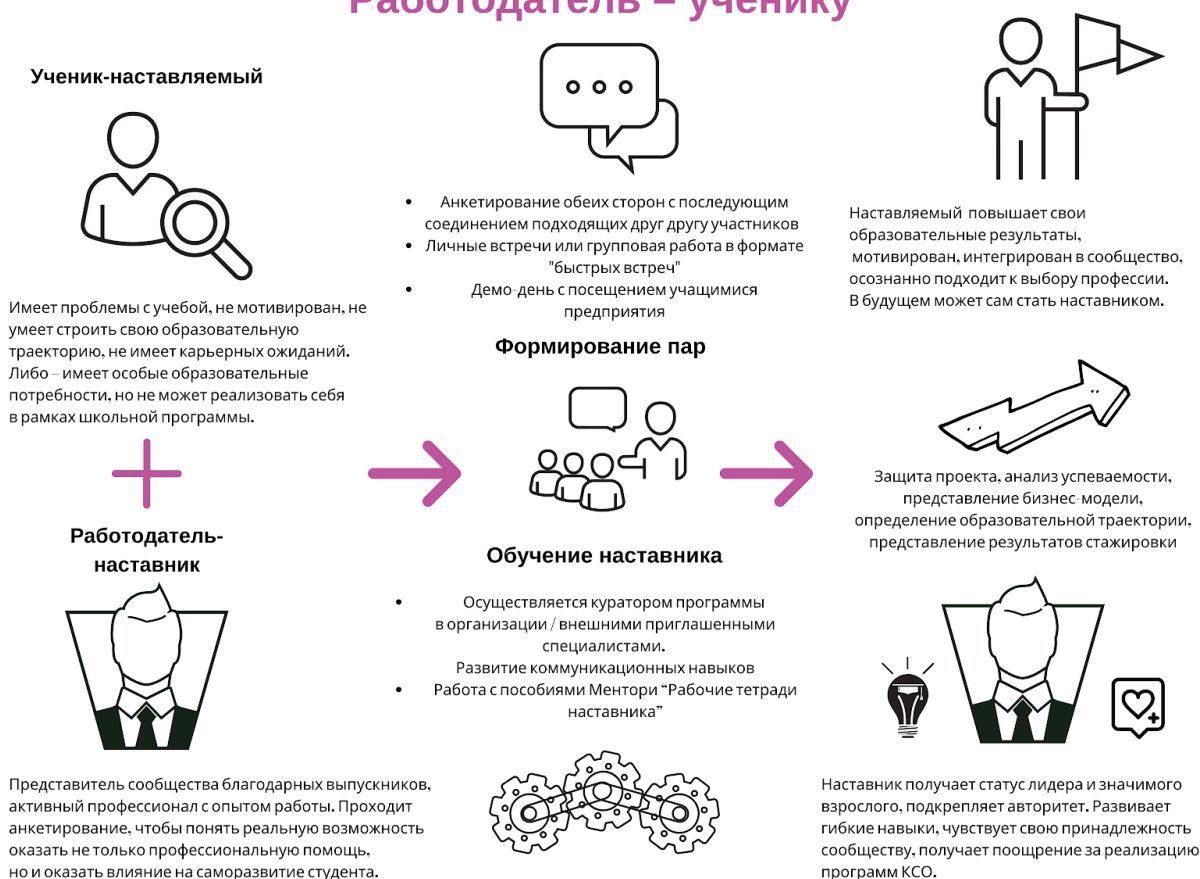 Работодатель – ученику
Ученик-наставляемый
Имеет проблемы с учебой, не мотивирован, не
умеет строить свою образовательную
траекторию, не имеет карьерных ожиданий.
Либо – имеет особые образовательные
потребности, но не может реализовать себя
в рамках школьной программы.
Работодатель-
наставник
Представитель сообщества благодарных выпускников,
активный профессионал с опытом работы. Проходит
анкетирование, чтобы понять реальную возможность
оказать не только профессиональную помощь,
но и оказать влияние на саморазвитие студента.
• Анкетирование обеих сторон с последующим
соединением подходящих друг другу участников
• Личные встречи или групповая работа в формате
"быстрых встреч"
• Демо-день с посещением учащимися
предприятия
Формирование пар
Обучение наставника
• Осуществляется куратором программы
в организации / внешними приглашенными
специалистами.
Развитие коммуникационных навыков
• Работа с пособиями Ментори “Рабочие тетради
наставника”
Наставляемый повышает свои
образовательные результаты,
мотивирован, интегрирован в сообщество,
осознанно подходит к выбору профессии.
В будущем может сам стать наставником.
Защита проекта, анализ успеваемости,
представление бизнес-модели,
определение образовательной траектории,
представление результатов стажировки
Наставник получает статус лидера и значимого
взрослого, подкрепляет авторитет. Развивает
гибкие навыки, чувствует свою принадлежность
сообществу, получает поощрение за реализацию
программ КСО.